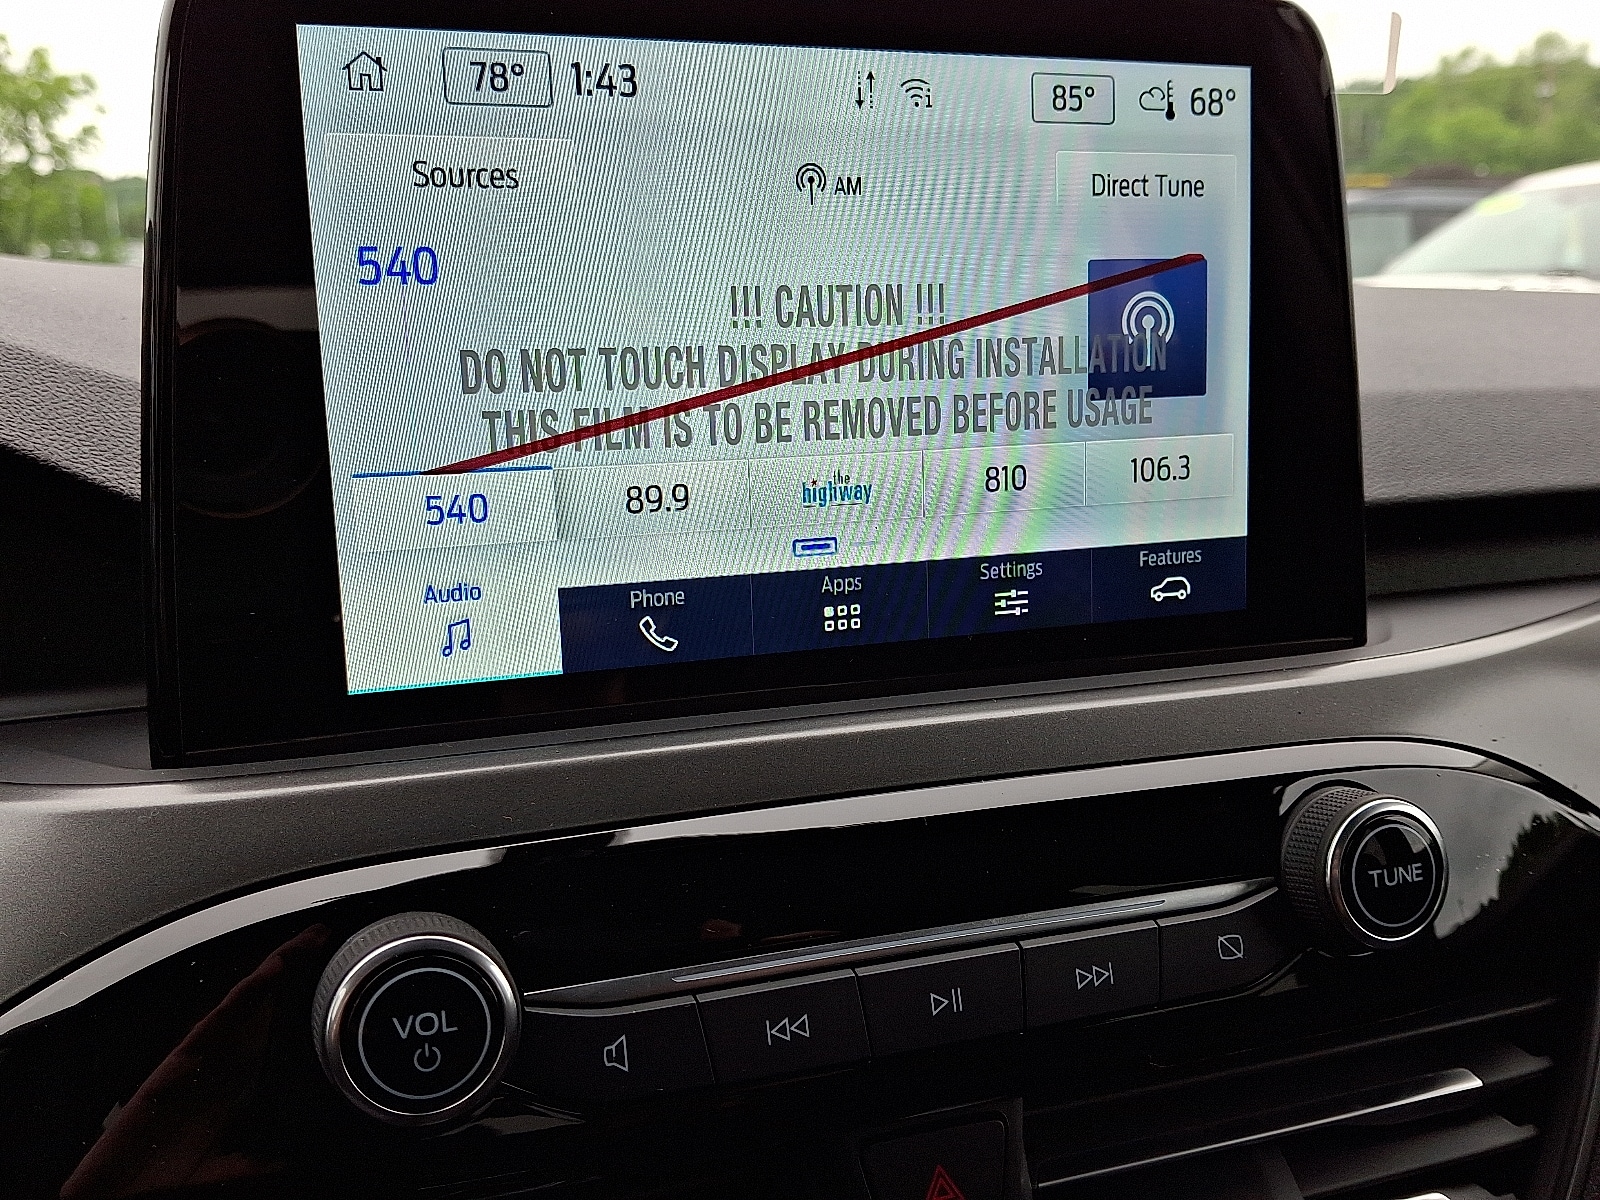 78° 1:43 85° 68°
Sources AM Direct Tune
540
!!! CAUTION !!!
DO NOT TOUCH DISPLAY DURING INSTALLATION
THIS FILM IS TO BE REMOVED BEFORE USAGE
540 89.9 the highway 810 106.3
Audio Phone Apps Settings Features
TUNE
VOL